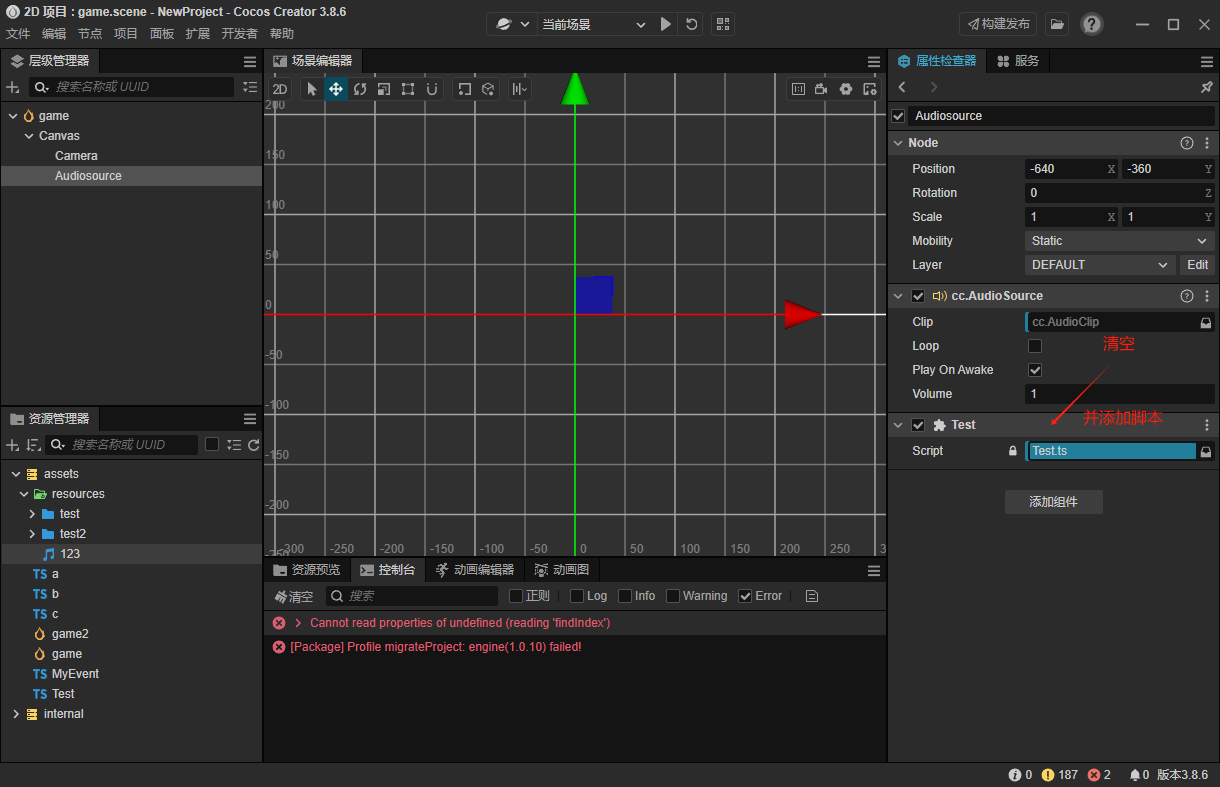 2D 项目 : game.scene - NewProject - Cocos Creator 3.8.6
文件 编辑 节点 项目 面板 扩展 开发者 帮助
当前场景
构建发布
层级管理器
搜索名称或 UUID
game
Canvas
Camera
Audiosource
资源管理器
搜索名称或 UUID
assets
resources
test
test2
123
TS a
TS b
TS c
game2
game
TS MyEvent
TS Test
internal
场景编辑器
2D
200
150
100
50
0
-50
-100
-150
-200
-250
-300 -250 -200 -150 -100 -50 0 50 100 150 200 250 3
资源预览 控制台 动画编辑器 动画图
清空 搜索 正则 Log Info Warning Error
Cannot read properties of undefined (reading 'findIndex')
[Package] Profile migrateProject: engine(1.0.10) failed!
属性检查器 服务
Audiosource
Node
Position -640 X -360 Y
Rotation 0 Z
Scale 1 X 1 Y
Mobility Static
Layer DEFAULT Edit
cc.AudioSource
Clip cc.AudioClip
清空
Loop
Play On Awake
Volume 1
并添加脚本
Test
Script Test.ts
添加组件
0 187 2 0 版本3.8.6